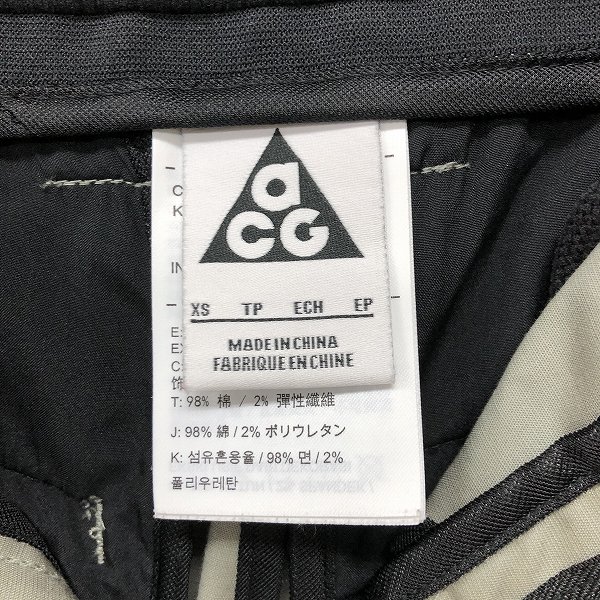 a
CG
XS TP ECH EP
MADE IN CHINA
FABRIQUE EN CHINE
C
K
IN
T: 98% 棉 / 2% 彈性纖維
J: 98% 綿 / 2% ポリウレタン
K: 섬유혼용율 / 98% 면 / 2%
폴리우레탄